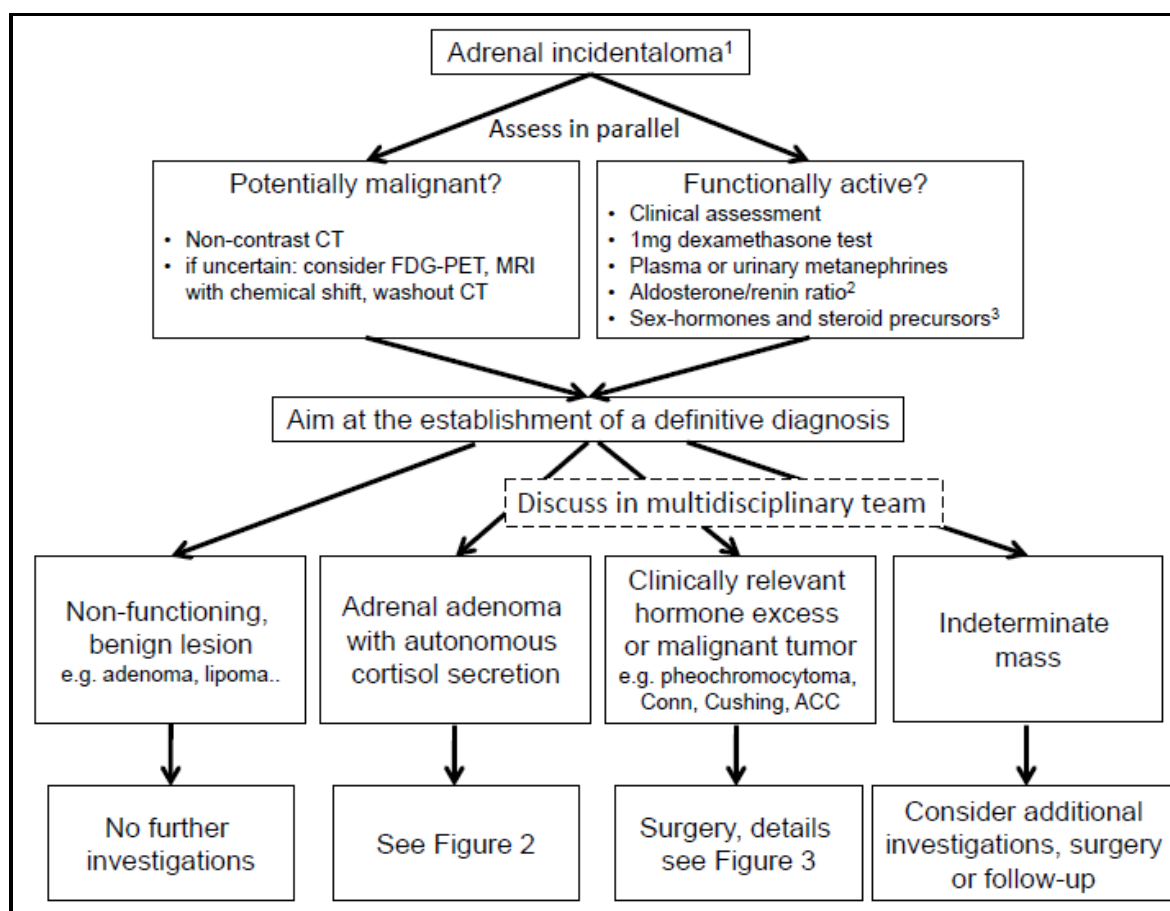 Adrenal incidentaloma¹
Assess in parallel
Potentially malignant?
• Non-contrast CT
• if uncertain: consider FDG-PET, MRI
with chemical shift, washout CT
Functionally active?
• Clinical assessment
• 1mg dexamethasone test
• Plasma or urinary metanephrines
• Aldosterone/renin ratio²
• Sex-hormones and steroid precursors³
Aim at the establishment of a definitive diagnosis
Discuss in multidisciplinary team
Non-functioning,
benign lesion
e.g. adenoma, lipoma..
Adrenal adenoma
with autonomous
cortisol secretion
Clinically relevant
hormone excess
or malignant tumor
e.g. pheochromocytoma,
Conn, Cushing, ACC
Indeterminate
mass
No further
investigations
See Figure 2
Surgery, details
see Figure 3
Consider additional
investigations, surgery
or follow-up